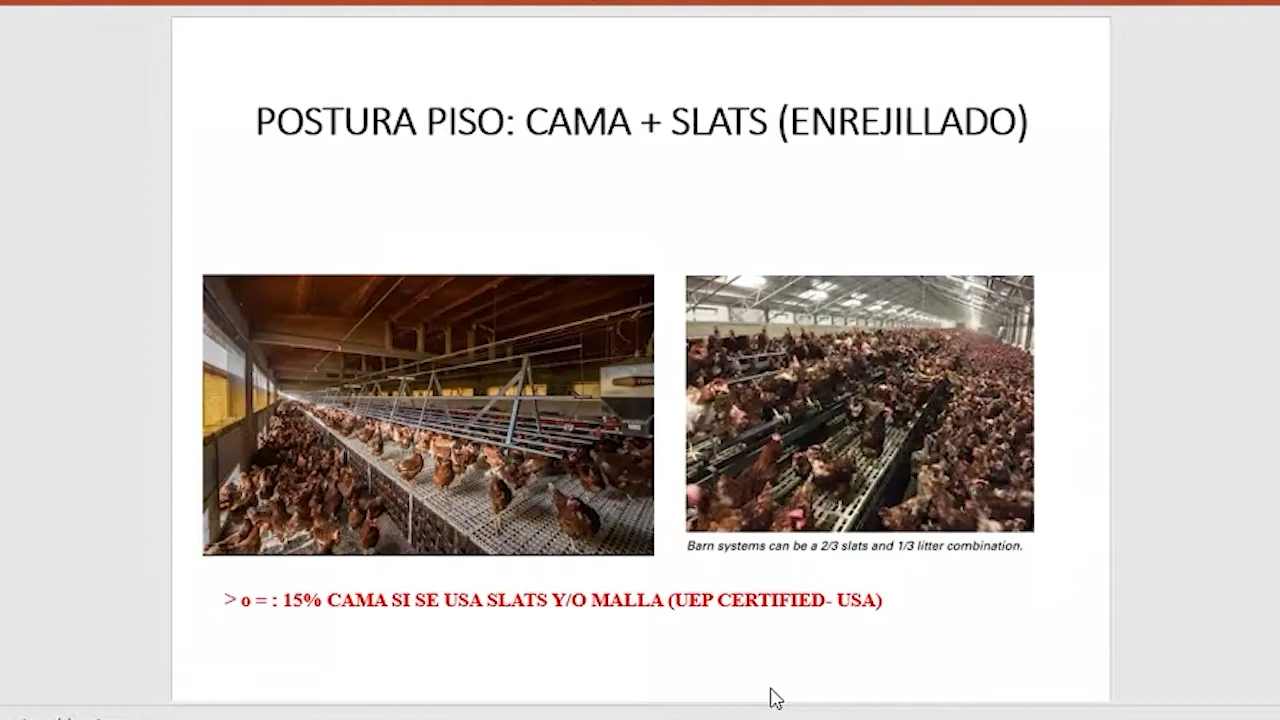 POSTURA PISO: CAMA + SLATS (ENREJILLADO)
Barn systems can be a 2/3 slats and 1/3 litter combination.
> o = : 15% CAMA SI SE USA SLATS Y/O MALLA (UEP CERTIFIED- USA)